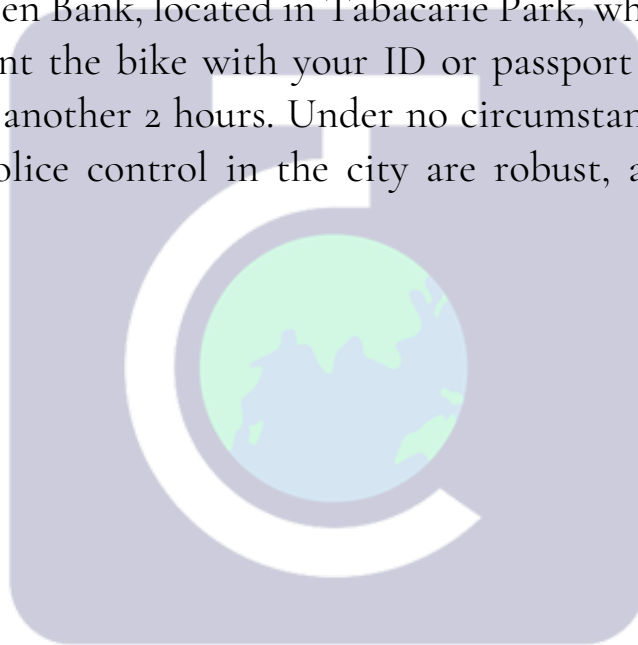 en Bank, located in Tabacarie Park, wh
nt the bike with your ID or passport
another 2 hours. Under no circumstan
olice control in the city are robust, a